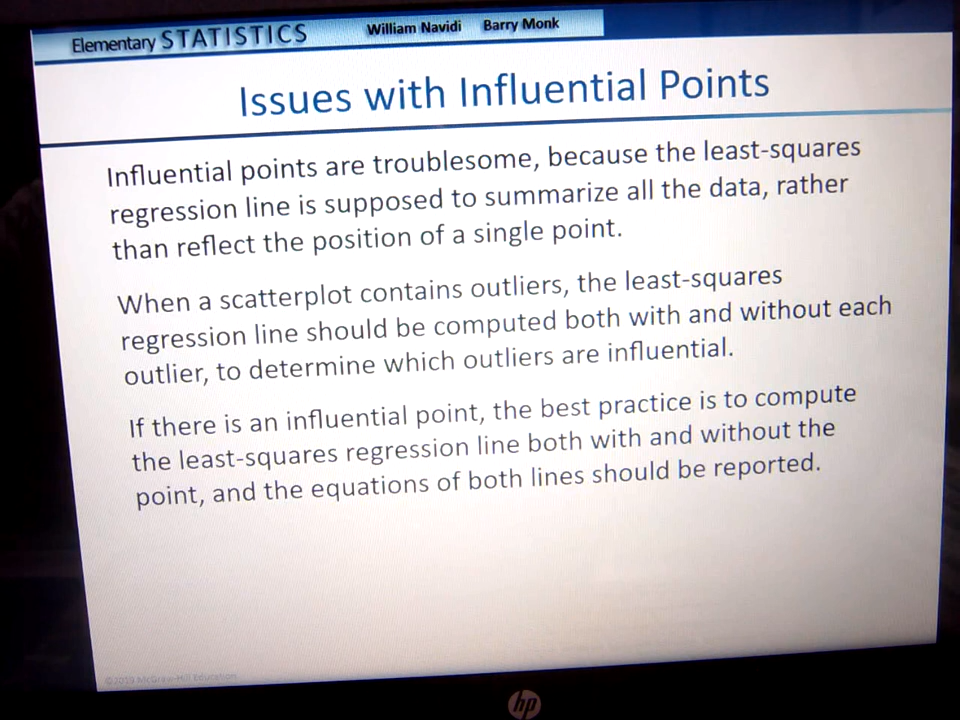 Elementary STATISTICS William Navidi Barry Monk
Issues with Influential Points
Influential points are troublesome, because the least-squares
regression line is supposed to summarize all the data, rather
than reflect the position of a single point.
When a scatterplot contains outliers, the least-squares
regression line should be computed both with and without each
outlier, to determine which outliers are influential.
If there is an influential point, the best practice is to compute
the least-squares regression line both with and without the
point, and the equations of both lines should be reported.
©2019 McGraw-Hill Education
hp